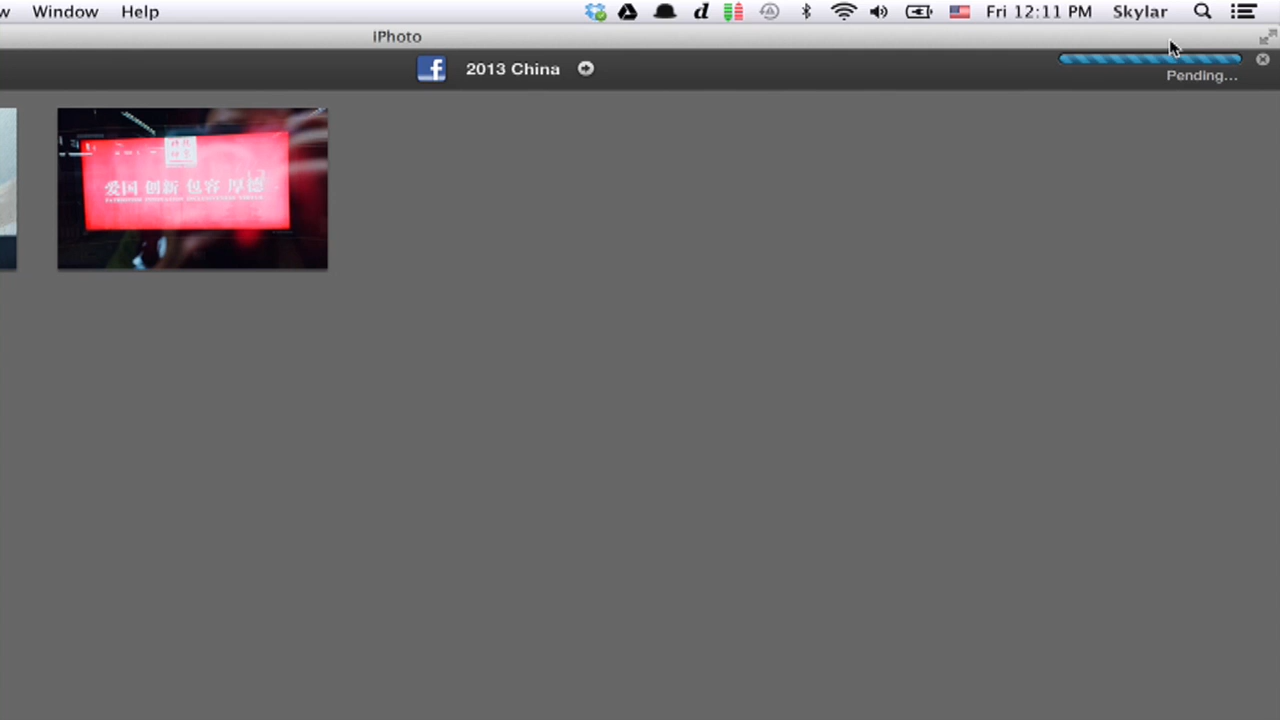 Window Help
d
Fri 12:11 PM Skylar
iPhoto
f 2013 China
Pending...
爱国 创新 包容 厚德